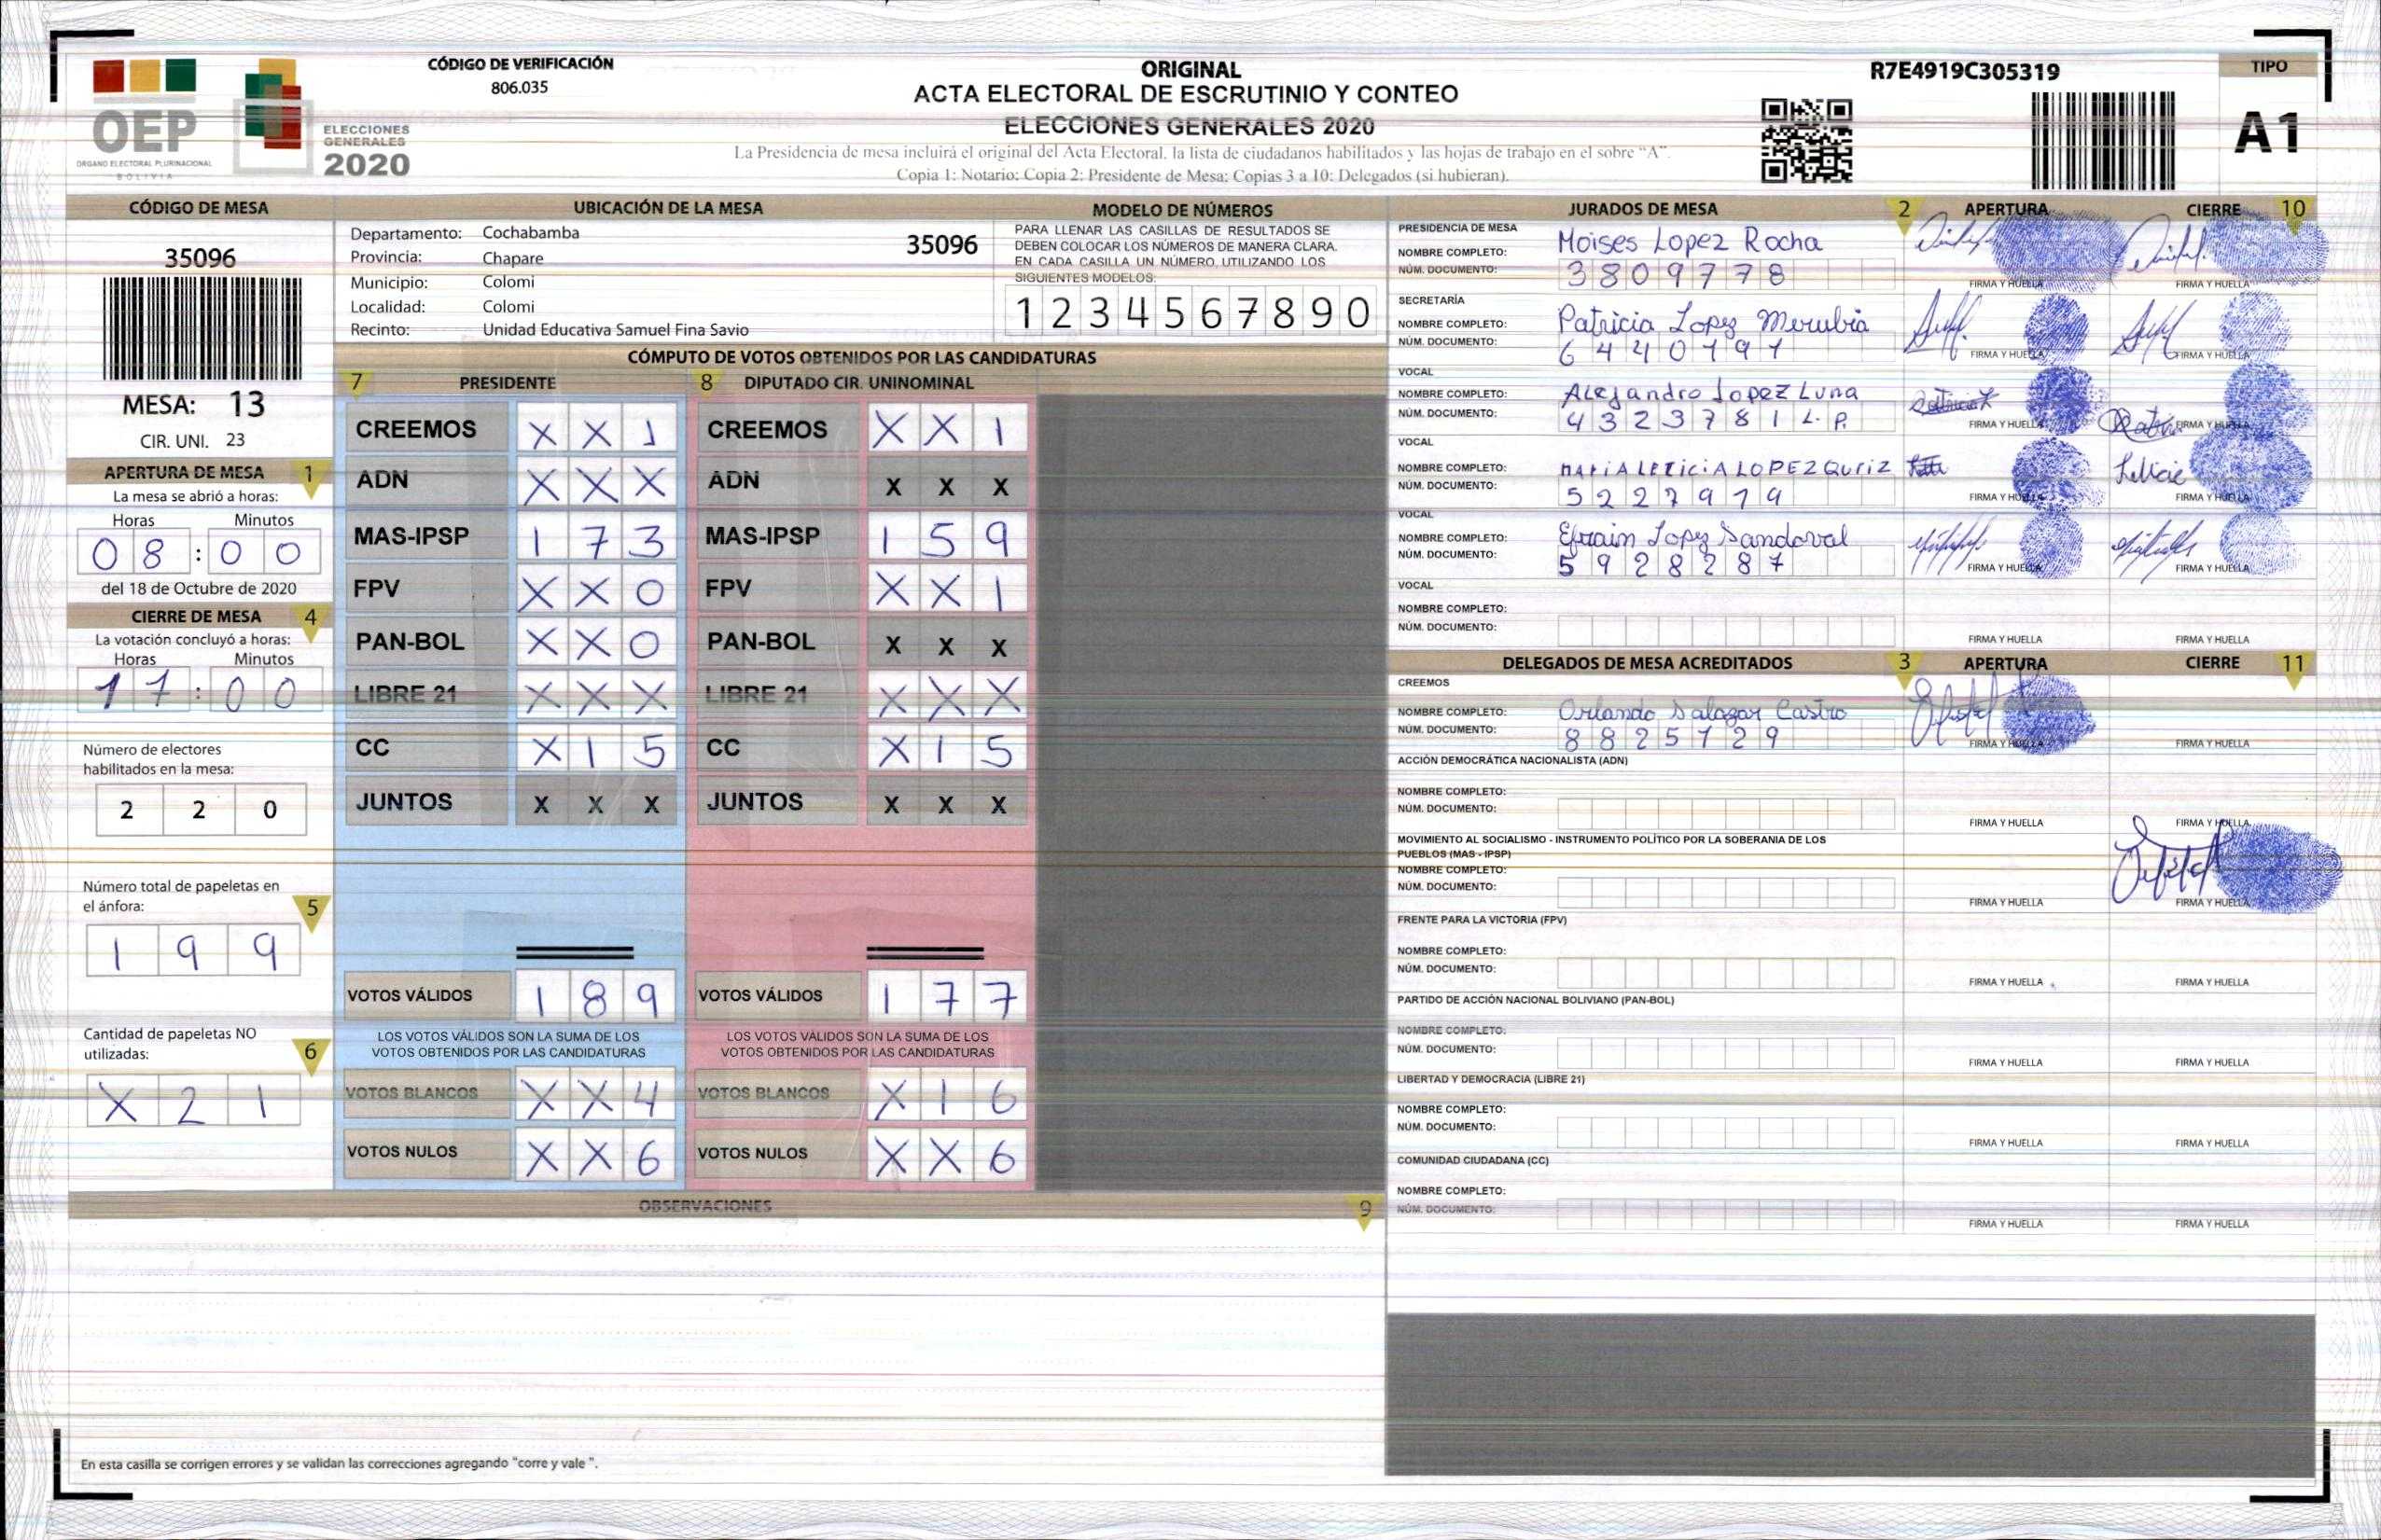 OEP
ORGANO ELECTORAL PLURINACIONAL
BOLIVIA
ELECCIONES
GENERALES
2020
CÓDIGO DE VERIFICACIÓN
806.035
ORIGINAL
ACTA ELECTORAL DE ESCRUTINIO Y CONTEO
ELECCIONES GENERALES 2020
La Presidencia de mesa incluirá el original del Acta Electoral, la lista de ciudadanos habilitados y las hojas de trabajo en el sobre "A".
Copia 1: Notario; Copia 2: Presidente de Mesa; Copias 3 a 10: Delegados (si hubieran).
R7E4919C305319
TIPO
A1
CÓDIGO DE MESA
35096
MESA: 13
CIR. UNI. 23
APERTURA DE MESA 1
La mesa se abrió a horas:
Horas Minutos
08:00
del 18 de Octubre de 2020
CIERRE DE MESA 4
La votación concluyó a horas:
Horas Minutos
17:00
Número de electores
habilitados en la mesa:
2 2 0
Número total de papeletas en
el ánfora: 5
1 9 9
Cantidad de papeletas NO
utilizadas: 6
X 2 1
UBICACIÓN DE LA MESA
Departamento: Cochabamba
Provincia: Chapare
Municipio: Colomi
Localidad: Colomi
Recinto: Unidad Educativa Samuel Fina Savio
35096
MODELO DE NÚMEROS
PARA LLENAR LAS CASILLAS DE RESULTADOS SE
DEBEN COLOCAR LOS NÚMEROS DE MANERA CLARA.
EN CADA CASILLA UN NÚMERO, UTILIZANDO LOS
SIGUIENTES MODELOS:
1 2 3 4 5 6 7 8 9 0
CÓMPUTO DE VOTOS OBTENIDOS POR LAS CANDIDATURAS
7 PRESIDENTE 8 DIPUTADO CIR. UNINOMINAL
CREEMOS X X 1 CREEMOS X X 1
ADN X X X ADN X X X
MAS-IPSP 1 7 3 MAS-IPSP 1 5 9
FPV X X 0 FPV X X 1
PAN-BOL X X 0 PAN-BOL X X X
LIBRE 21 X X X LIBRE 21 X X X
CC X 1 5 CC X 1 5
JUNTOS X X X JUNTOS X X X
VOTOS VÁLIDOS 1 8 9 VOTOS VÁLIDOS 1 7 7
LOS VOTOS VÁLIDOS SON LA SUMA DE LOS LOS VOTOS VÁLIDOS SON LA SUMA DE LOS
VOTOS OBTENIDOS POR LAS CANDIDATURAS VOTOS OBTENIDOS POR LAS CANDIDATURAS
VOTOS BLANCOS X X 4 VOTOS BLANCOS X 1 6
VOTOS NULOS X X 6 VOTOS NULOS X X 6
OBSERVACIONES 9
En esta casilla se corrigen errores y se validan las correcciones agregando "corre y vale ".
JURADOS DE MESA 2 APERTURA CIERRE 10
PRESIDENCIA DE MESA
NOMBRE COMPLETO: Moises Lopez Rocha
NÚM. DOCUMENTO: 3809778
FIRMA Y HUELLA FIRMA Y HUELLA
SECRETARÍA
NOMBRE COMPLETO: Patricia Lopez Merubia
NÚM. DOCUMENTO: 6440797
FIRMA Y HUELLA FIRMA Y HUELLA
VOCAL
NOMBRE COMPLETO: Alejandro Lopez Luna
NÚM. DOCUMENTO: 4323781 L.P.
FIRMA Y HUELLA FIRMA Y HUELLA
VOCAL
NOMBRE COMPLETO: MARIA LETICIA LOPEZ Quriz
NÚM. DOCUMENTO: 5227979
Leticie
FIRMA Y HUELLA FIRMA Y HUELLA
VOCAL
NOMBRE COMPLETO: Efrain Lopez Sandoval
NÚM. DOCUMENTO: 5928287
FIRMA Y HUELLA FIRMA Y HUELLA
VOCAL
NOMBRE COMPLETO:
NÚM. DOCUMENTO:
FIRMA Y HUELLA FIRMA Y HUELLA
DELEGADOS DE MESA ACREDITADOS 3 APERTURA CIERRE 11
CREEMOS
NOMBRE COMPLETO: Orlando Salazar Castro
NÚM. DOCUMENTO: 8825729
FIRMA Y HUELLA FIRMA Y HUELLA
ACCIÓN DEMOCRÁTICA NACIONALISTA (ADN)
NOMBRE COMPLETO:
NÚM. DOCUMENTO:
FIRMA Y HUELLA FIRMA Y HUELLA
MOVIMIENTO AL SOCIALISMO - INSTRUMENTO POLÍTICO POR LA SOBERANIA DE LOS
PUEBLOS (MAS - IPSP)
NOMBRE COMPLETO:
NÚM. DOCUMENTO:
FIRMA Y HUELLA FIRMA Y HUELLA
FRENTE PARA LA VICTORIA (FPV)
NOMBRE COMPLETO:
NÚM. DOCUMENTO:
FIRMA Y HUELLA FIRMA Y HUELLA
PARTIDO DE ACCIÓN NACIONAL BOLIVIANO (PAN-BOL)
NOMBRE COMPLETO:
NÚM. DOCUMENTO:
FIRMA Y HUELLA FIRMA Y HUELLA
LIBERTAD Y DEMOCRACIA (LIBRE 21)
NOMBRE COMPLETO:
NÚM. DOCUMENTO:
FIRMA Y HUELLA FIRMA Y HUELLA
COMUNIDAD CIUDADANA (CC)
NOMBRE COMPLETO:
NÚM. DOCUMENTO:
FIRMA Y HUELLA FIRMA Y HUELLA